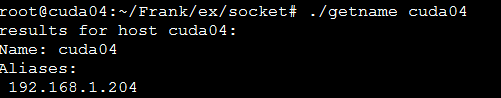 root@cuda04:~/Frank/ex/socket# ./getname cuda04
results for host cuda04:
Name: cuda04
Aliases:
 192.168.1.204